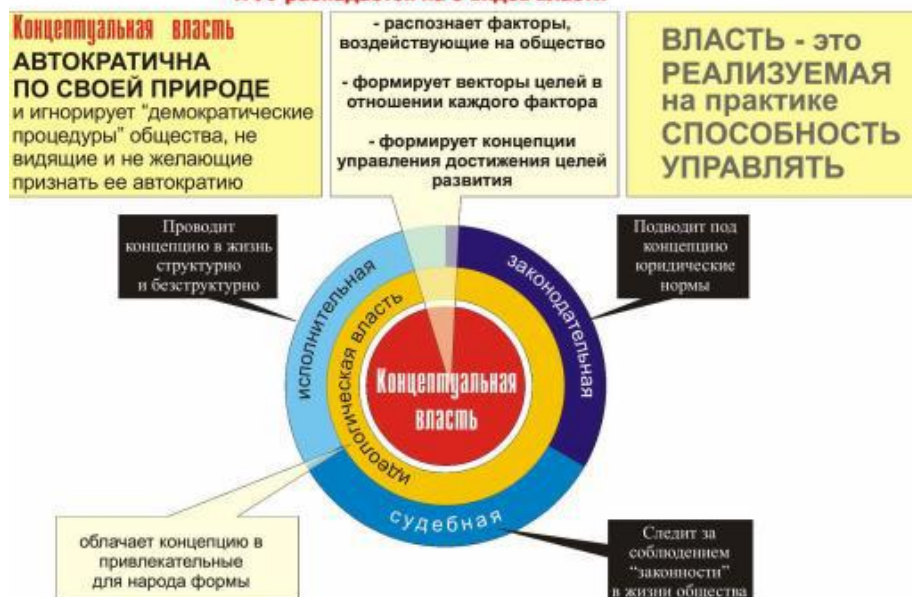 Концептуальная власть
АВТОКРАТИЧНА
ПО СВОЕЙ ПРИРОДЕ
и игнорирует "демократические
процедуры" общества, не
видящие и не желающие
признать ее автократию
- распознает факторы,
воздействующие на общество
- формирует векторы целей в
отношении каждого фактора
- формирует концепции
управления достижения целей
развития
ВЛАСТЬ - это
РЕАЛИЗУЕМАЯ
на практике
СПОСОБНОСТЬ
УПРАВЛЯТЬ
Проводит
концепцию в жизнь
структурно
и безструктурно
Подводит под
концепцию
юридические
нормы
исполнительная
законодательная
идеологическая власть
Концептуальная
власть
судебная
облачает концепцию в
привлекательные
для народа формы
Следит за
соблюдением
"законности"
в жизни общества